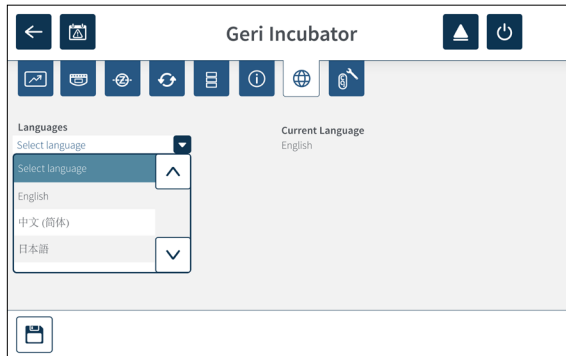 Geri Incubator
Languages
Select language
Select language
English
中文 (简体)
日本語
Current Language
English